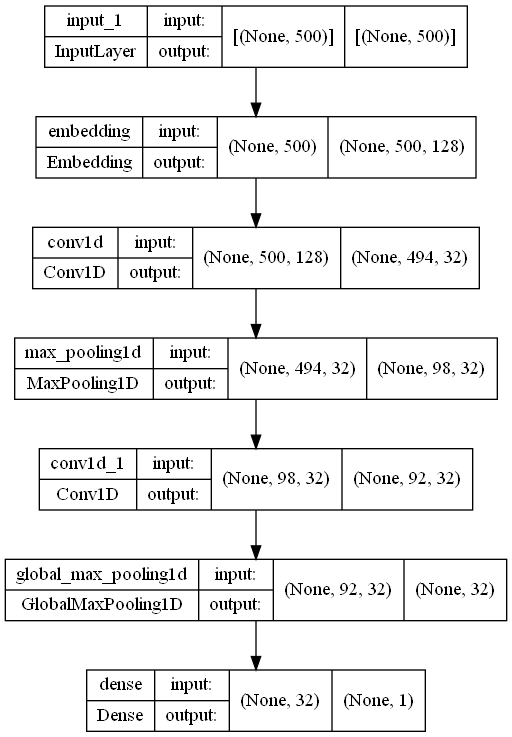 input_1 input: [(None, 500)] [(None, 500)]
InputLayer output:
embedding input: (None, 500) (None, 500, 128)
Embedding output:
conv1d input: (None, 500, 128) (None, 494, 32)
Conv1D output:
max_pooling1d input: (None, 494, 32) (None, 98, 32)
MaxPooling1D output:
conv1d_1 input: (None, 98, 32) (None, 92, 32)
Conv1D output:
global_max_pooling1d input: (None, 92, 32) (None, 32)
GlobalMaxPooling1D output:
dense input: (None, 32) (None, 1)
Dense output: